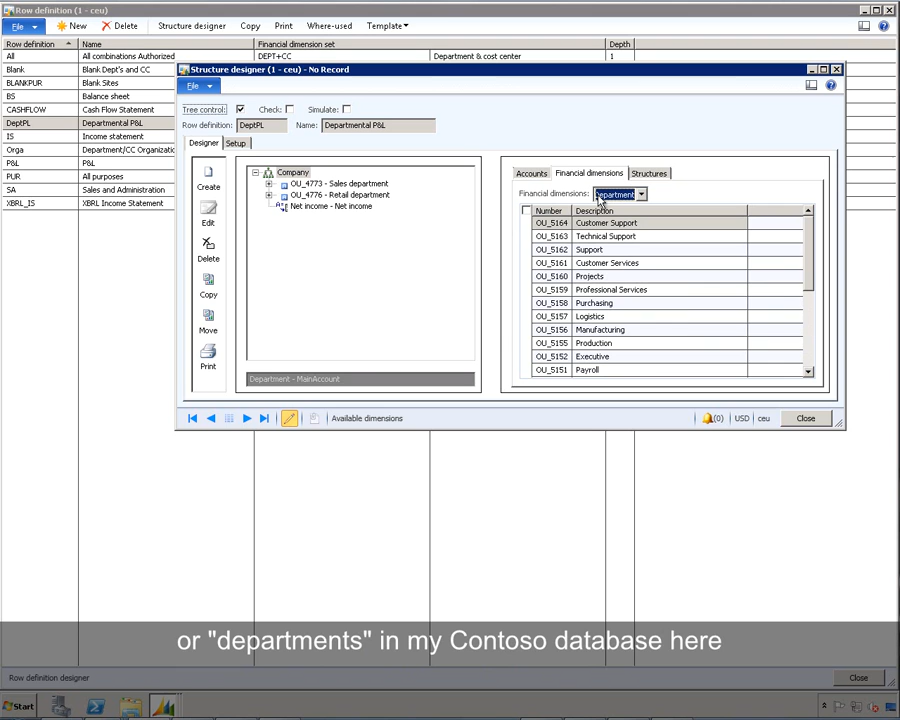 Row definition (1 - ceu)
File New Delete Structure designer Copy Print Where-used Template
Row definition Name Financial dimension set Depth
All All combinations Authorized DEPT+CC Department & cost center 1
Blank Blank Dept's and CC
BLANKPUR Blank Sites
BS Balance sheet
CASHFLOW Cash Flow Statement
DeptPL Departmental P&L
IS Income statement
Orga Department/CC Organizatio
P&L P&L
PUR All purposes
SA Sales and Administration
XBRL_IS XBRL Income Statement
Structure designer (1 - ceu) - No Record
File
Tree control: Check: Simulate:
Row definition: DeptPL Name: Departmental P&L
Designer Setup
Create
Edit
Delete
Copy
Move
Print
Company
OU_4773 - Sales department
OU_4776 - Retail department
Net income - Net income
Department - MainAccount
Accounts Financial dimensions Structures
Financial dimensions: Department
Number Description
OU_5164 Customer Support
OU_5163 Technical Support
OU_5162 Support
OU_5161 Customer Services
OU_5160 Projects
OU_5159 Professional Services
OU_5158 Purchasing
OU_5157 Logistics
OU_5156 Manufacturing
OU_5155 Production
OU_5152 Executive
OU_5151 Payroll
Available dimensions (0) USD ceu Close
or "departments" in my Contoso database here
Row definition designer Close
Start